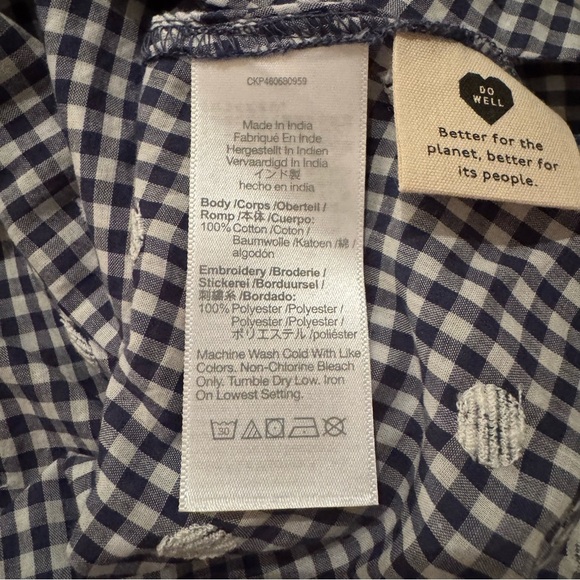 CKP460680959
Made in India
Fabriqué En Inde
Hergestellt In Indien
Vervaardigd In India
インド製
hecho en india
Body /Corps /Oberteil /
Romp /本体 /Cuerpo:
100% Cotton /Coton /
Baumwolle /Katoen /綿 /
algodón
Embroidery /Broderie /
Stickerei /Borduursel /
刺繍糸 /Bordado:
100% Polyester /Polyester /
Polyester /Polyester /
ポリエステル /poliéster
Machine Wash Cold With Like
Colors. Non-Chlorine Bleach
Only. Tumble Dry Low. Iron
On Lowest Setting.
30
DO
WELL
Better for the
planet, better for
its people.